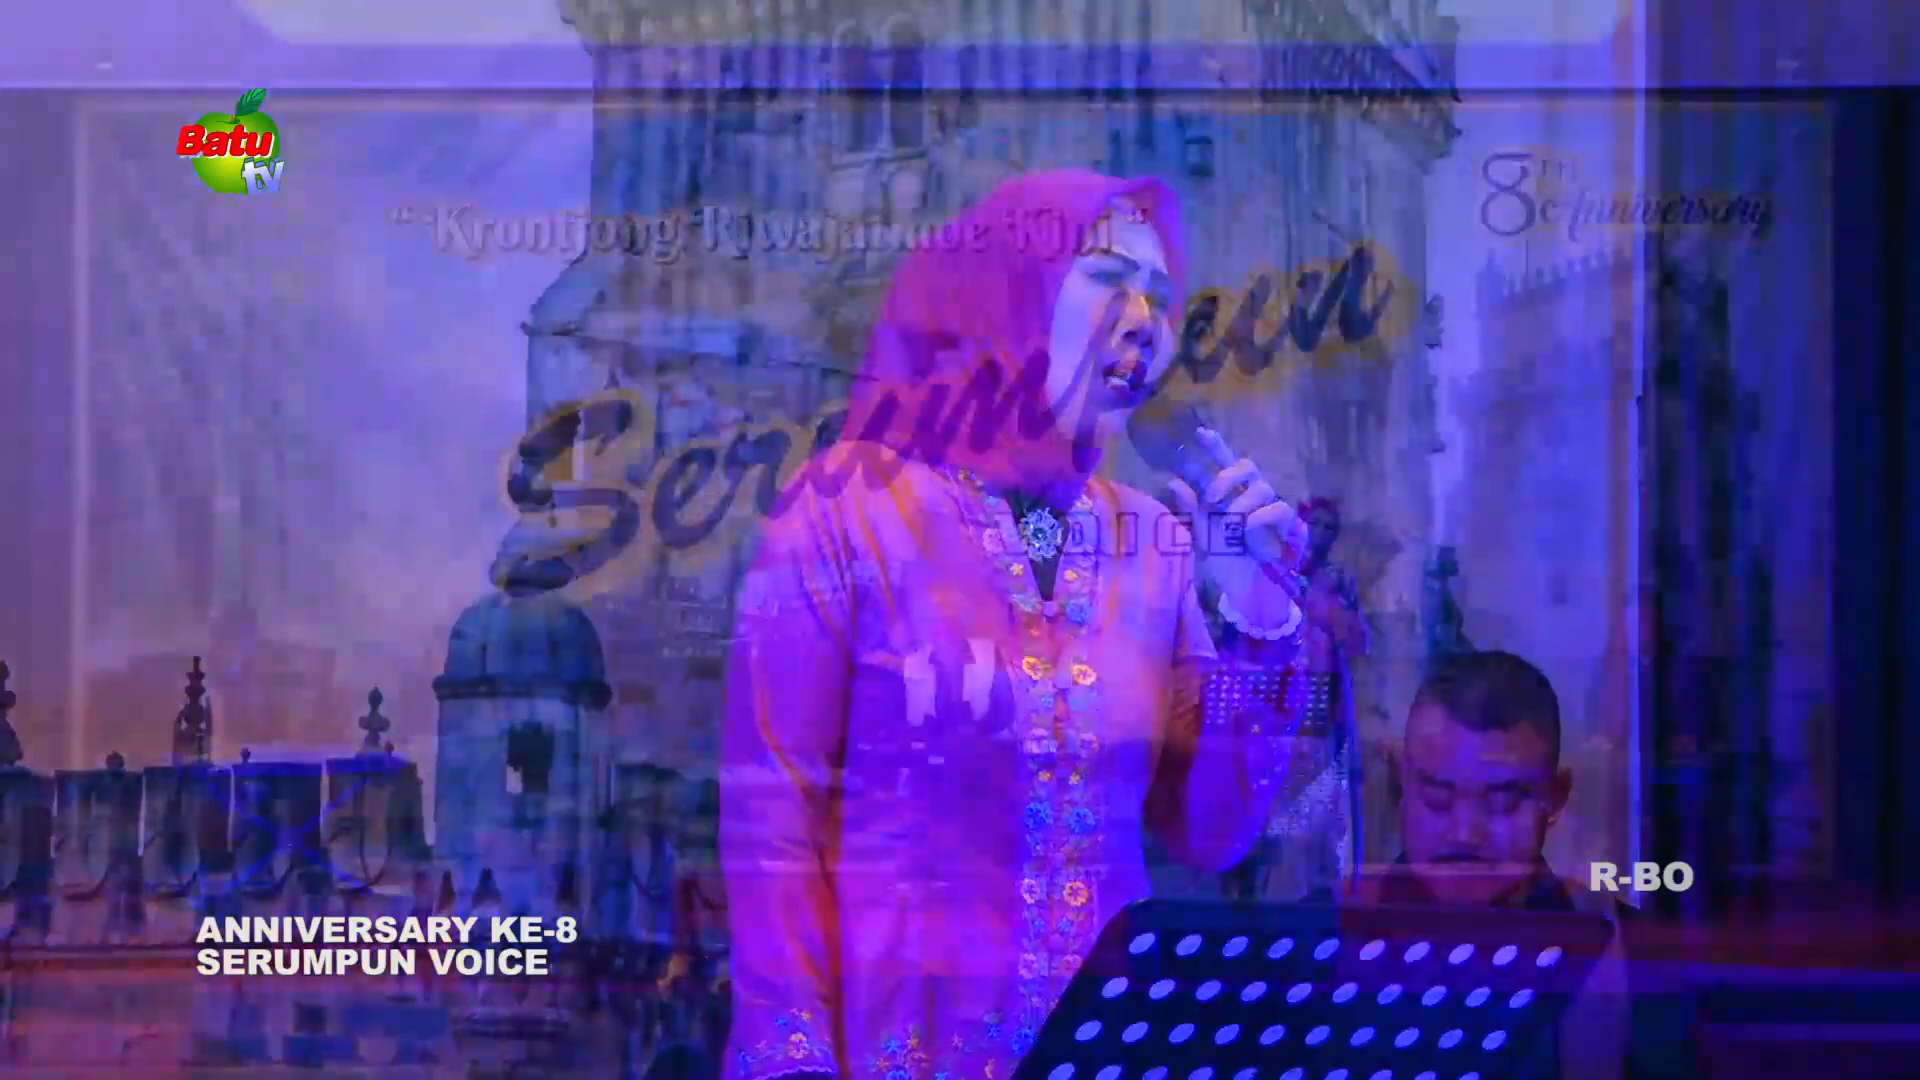 Batu
tv
8TH
Anniversary
"Krontjong Riwajatmoe Kini"
Serumpun
VOICE
R-BO
ANNIVERSARY KE-8
SERUMPUN VOICE